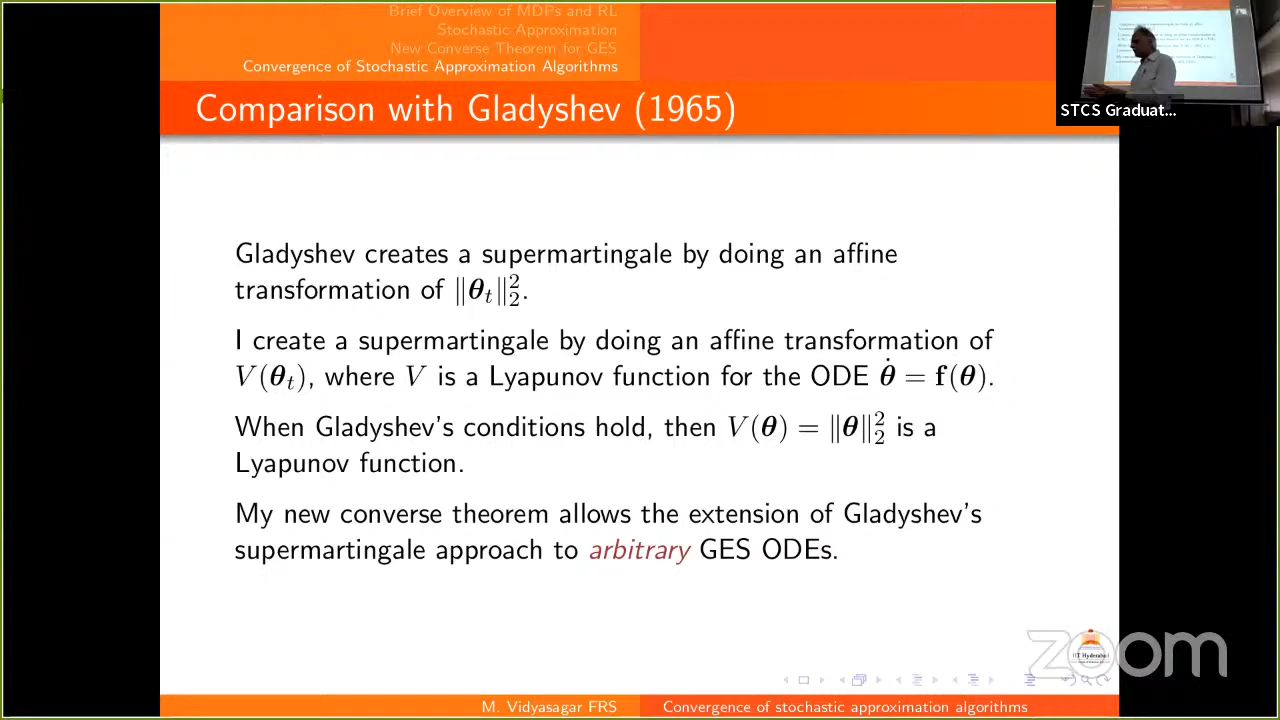 Brief Overview of MDPs and RL
Stochastic Approximation
New Converse Theorem for GES
Convergence of Stochastic Approximation Algorithms
Comparison with Gladyshev (1965)
STCS Graduat...
Gladyshev creates a supermartingale by doing an affine
transformation of ‖θₜ‖₂².
I create a supermartingale by doing an affine transformation of
V(θₜ), where V is a Lyapunov function for the ODE θ̇ = f(θ).
When Gladyshev's conditions hold, then V(θ) = ‖θ‖₂² is a
Lyapunov function.
My new converse theorem allows the extension of Gladyshev's
supermartingale approach to arbitrary GES ODEs.
zoom
IIT Hyderabad
M. Vidyasagar FRS
Convergence of stochastic approximation algorithms